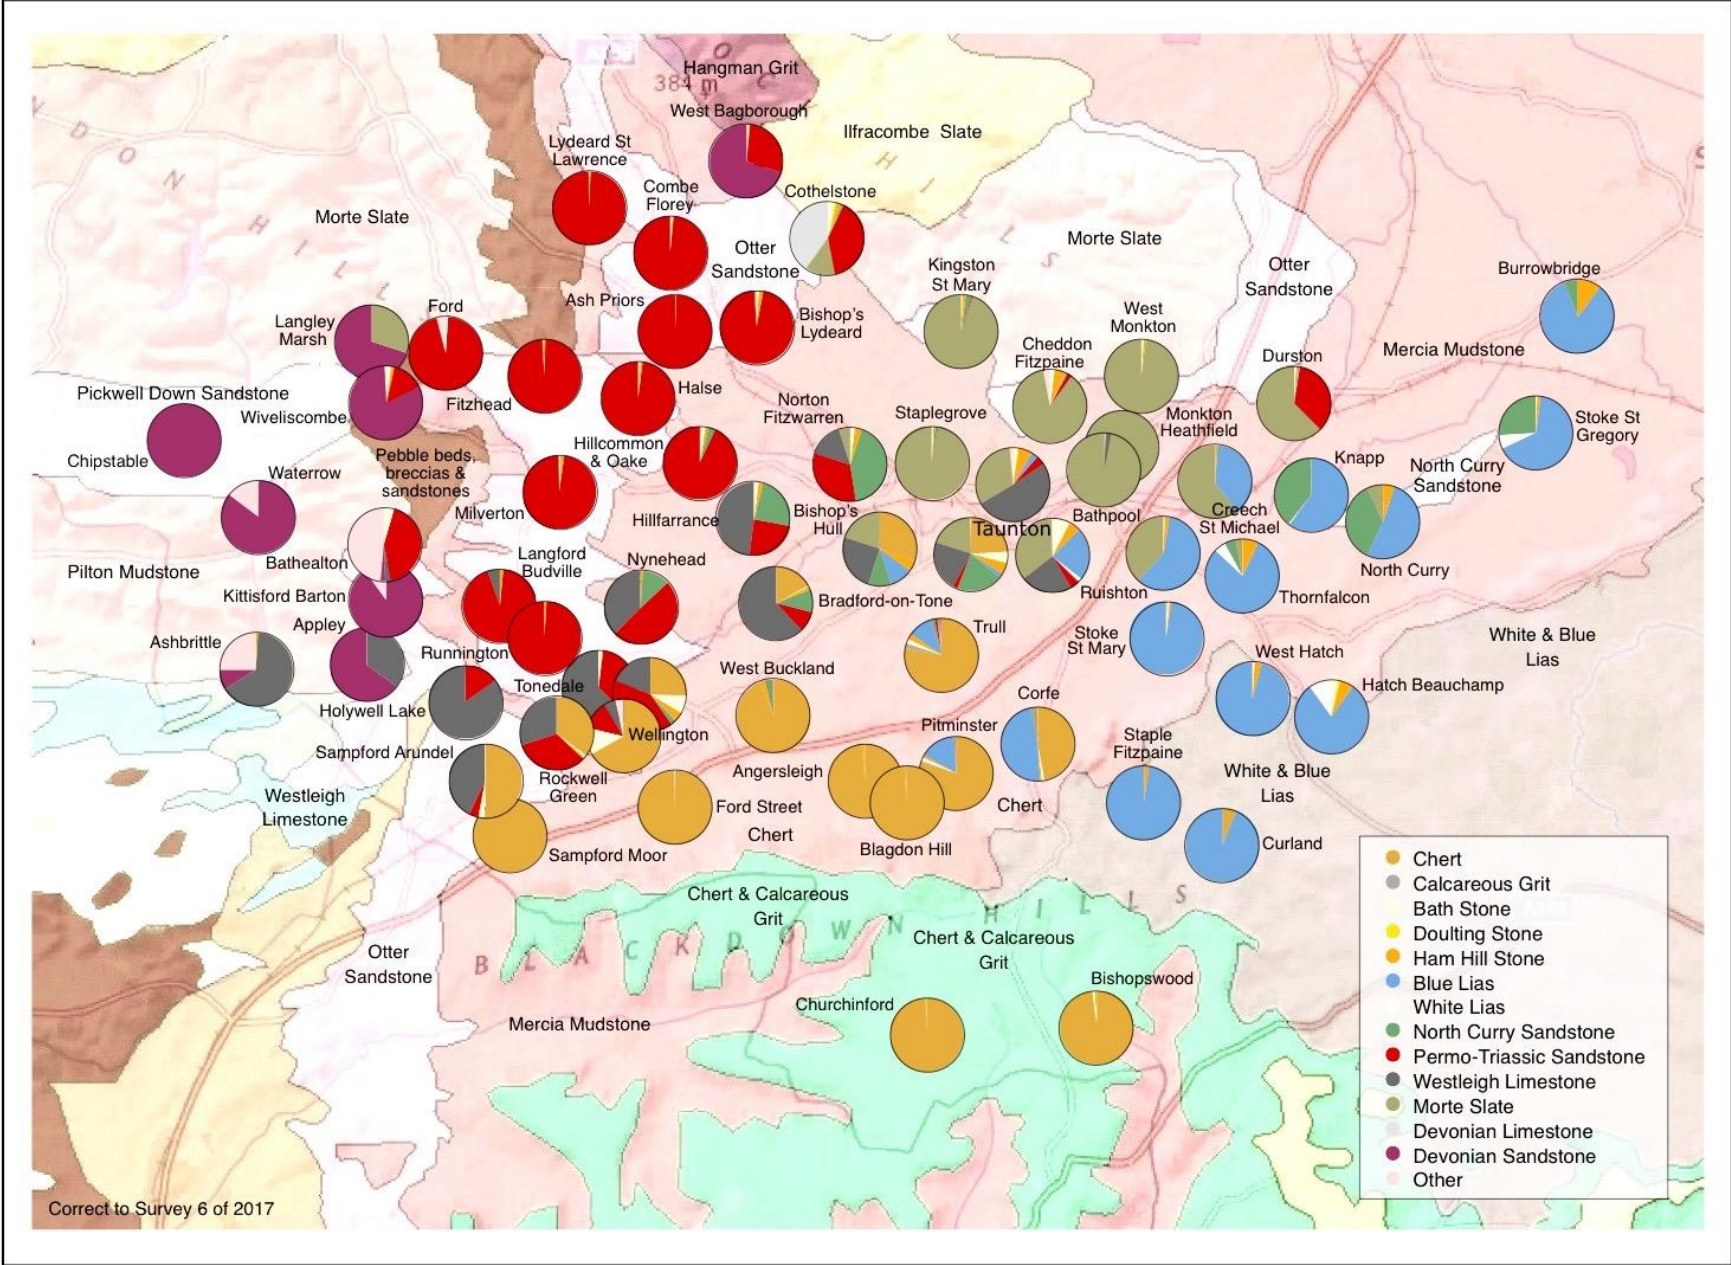 Hangman Grit
384 m
West Bagborough
Ilfracombe Slate
Lydeard St
Lawrence
Combe
Florey
Cothelstone
Morte Slate
Otter
Sandstone
Morte Slate
Kingston
St Mary
Otter
Sandstone
Burrowbridge
Ash Priors
Ford
Langley
Marsh
Bishop's
Lydeard
West
Monkton
Cheddon
Fitzpaine
Durston
Mercia Mudstone
Pickwell Down Sandstone
Wiveliscombe
Fitzhead
Halse
Norton
Fitzwarren
Staplegrove
Monkton
Heathfield
Stoke St
Gregory
Chipstable
Waterrow
Pebble beds,
breccias &
sandstones
Hillcommon
& Oake
Knapp
North Curry
Sandstone
Milverton
Hillfarrance
Bishop's
Hull
Taunton
Bathpool
Creech
St Michael
Pilton Mudstone
Bathealton
Langford
Budville
Nynehead
North Curry
Kittisford Barton
Appley
Bradford-on-Tone
Ruishton
Thornfalcon
Ashbrittle
Runnington
Trull
Stoke
St Mary
White & Blue
Lias
West Buckland
West Hatch
Hatch Beauchamp
Tonedale
Holywell Lake
Corfe
Wellington
Pitminster
Staple
Fitzpaine
Sampford Arundel
Rockwell
Green
Angersleigh
White & Blue
Lias
Westleigh
Limestone
Ford Street
Chert
Chert
Blagdon Hill
Curland
Sampford Moor
Chert & Calcareous
Grit
BLACKDOWN HILLS
Chert & Calcareous
Grit
Otter
Sandstone
Bishopswood
Churchinford
Mercia Mudstone
Chert
Calcareous Grit
Bath Stone
Doulting Stone
Ham Hill Stone
Blue Lias
White Lias
North Curry Sandstone
Permo-Triassic Sandstone
Westleigh Limestone
Morte Slate
Devonian Limestone
Devonian Sandstone
Other
Correct to Survey 6 of 2017